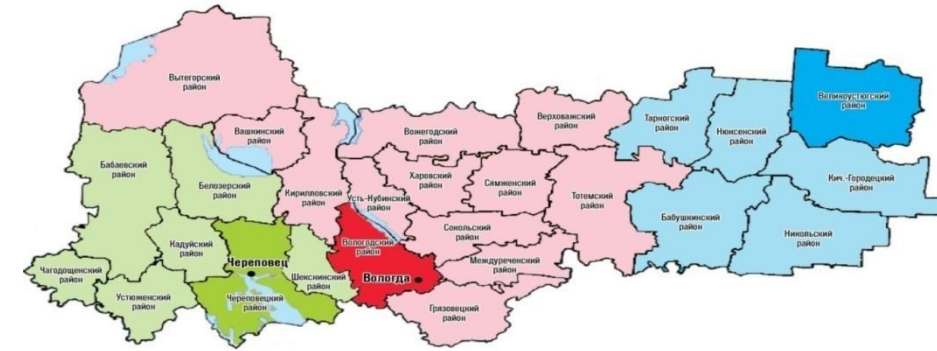 Вытегорский
район
Великоустюгский
район
Тарногский
район
Нюксенский
район
Верховажский
район
Вожегодский
район
Вашкинский
район
Бабаевский
район
Белозерский
район
Кирилловский
район
Харовский
район
Сямженский
район
Усть-Кубинский
район
Тотемский
район
Кич.-Городецкий
район
Бабушкинский
район
Никольский
район
Сокольский
район
Вологодский
район
Кадуйский
район
Череповец
Междуреченский
район
Чагодощенский
район
Шекснинский
район
Вологда
Устюженский
район
Череповецкий
район
Грязовецкий
район